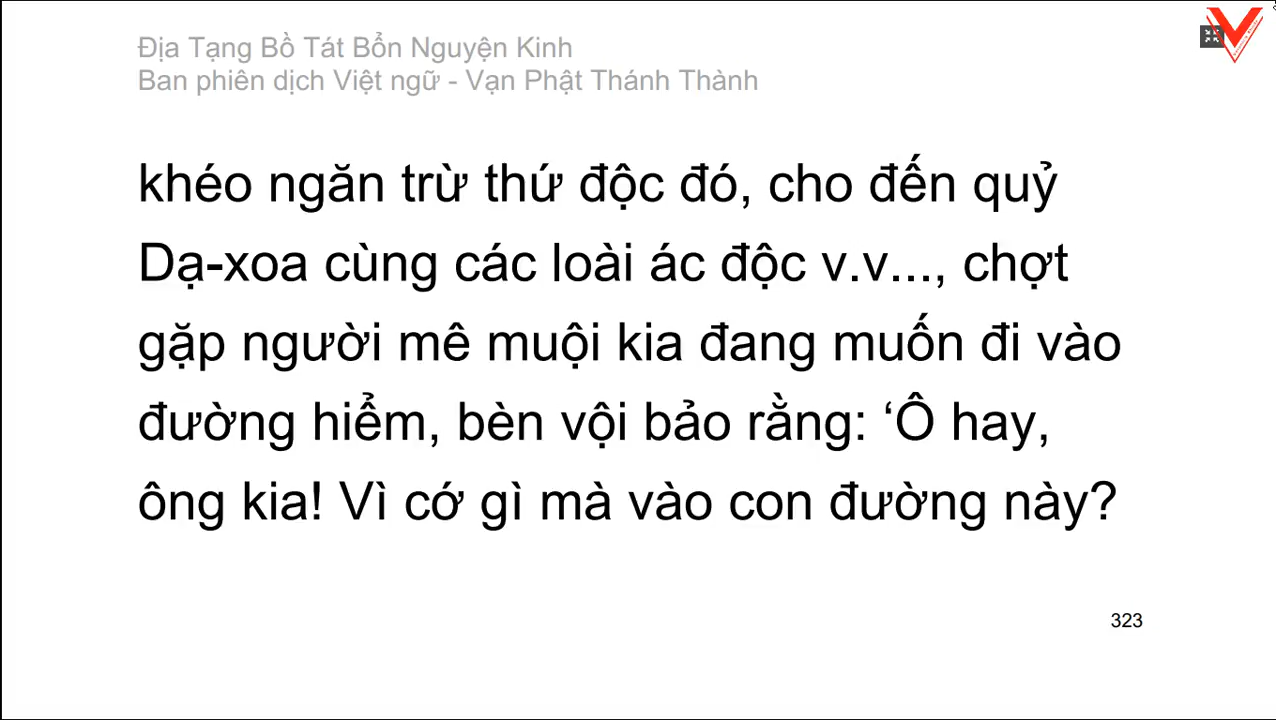 Địa Tạng Bồ Tát Bổn Nguyện Kinh
Ban phiên dịch Việt ngữ - Vạn Phật Thánh Thành
khéo ngăn trừ thứ độc đó, cho đến quỷ
Dạ-xoa cùng các loài ác độc v.v..., chợt
gặp người mê muội kia đang muốn đi vào
đường hiểm, bèn vội bảo rằng: ‘Ô hay,
ông kia! Vì cớ gì mà vào con đường này?
323